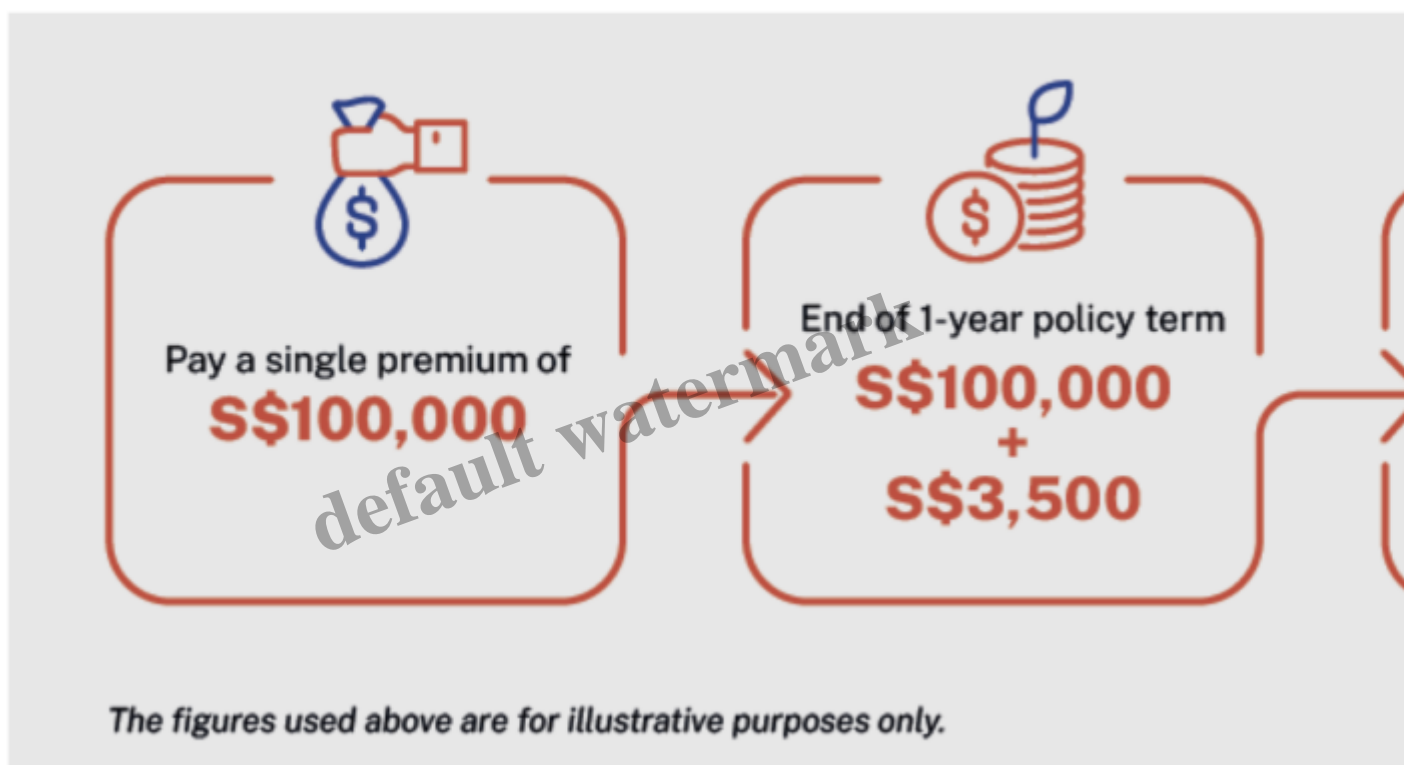 Pay a single premium of
S$100,000
End of 1-year policy term
S$100,000
+
S$3,500
default watermark
The figures used above are for illustrative purposes only.